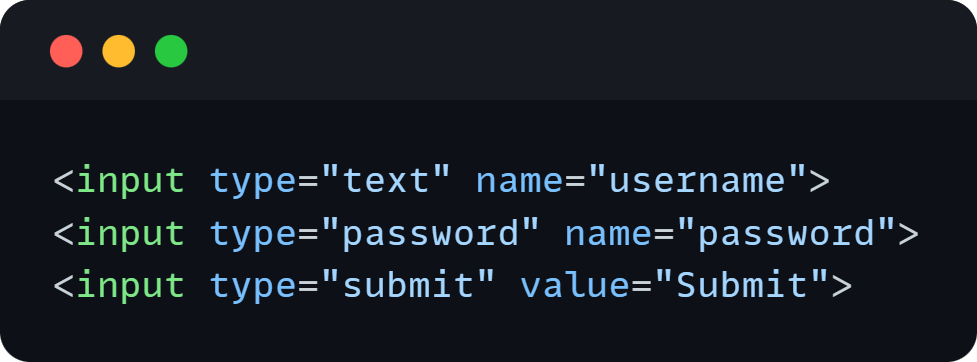 <input type="text" name="username">
<input type="password" name="password">
<input type="submit" value="Submit">